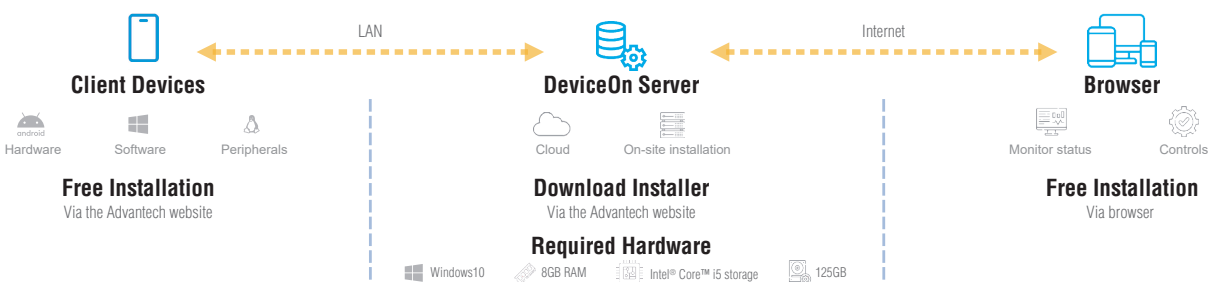 LAN
Internet
Client Devices
DeviceOn Server
Browser
android
Hardware
Software
Peripherals
Cloud
On-site installation
Monitor status
Controls
Free Installation
Via the Advantech website
Download Installer
Via the Advantech website
Free Installation
Via browser
Required Hardware
Windows10
8GB RAM
Intel® Core™ i5 storage
125GB